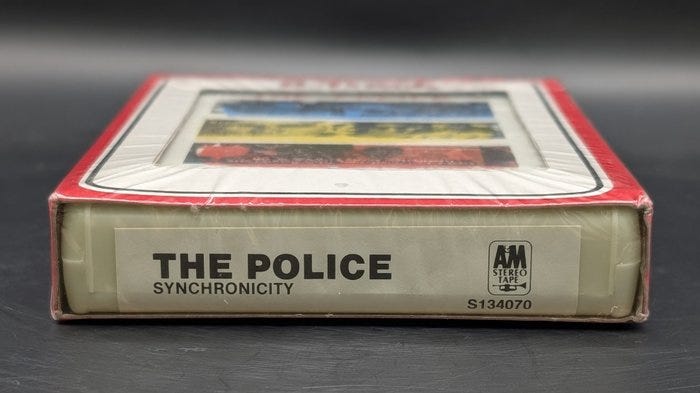 THE POLICE
SYNCHRONICITY
A&M
STEREO
TAPE
S134070